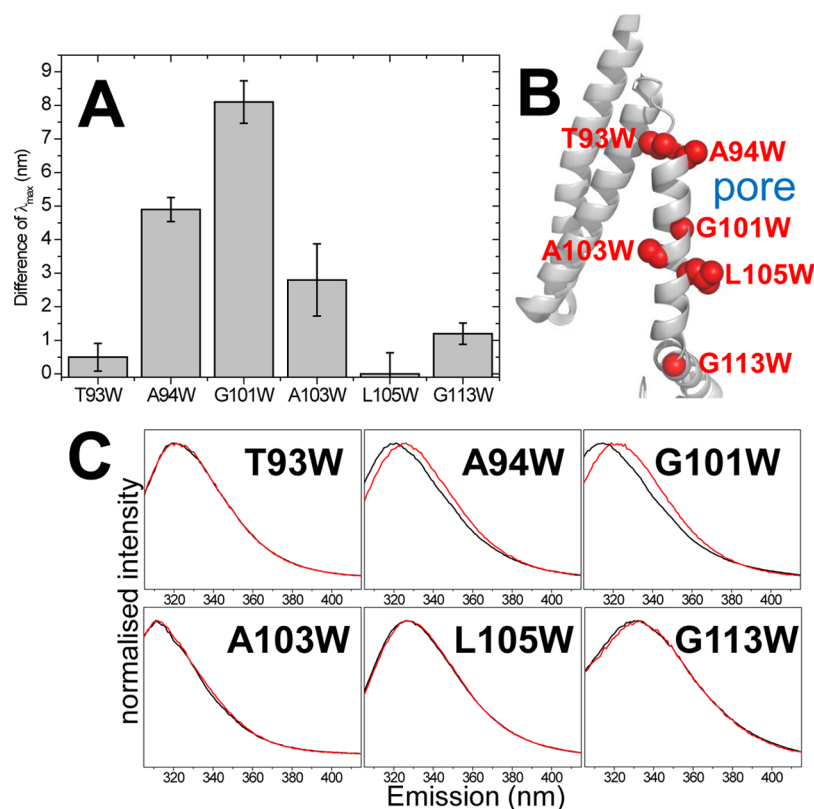 A
Difference of λmax (nm)
9
8
7
6
5
4
3
2
1
0
T93W A94W G101W A103W L105W G113W
B
T93W
A94W
pore
G101W
A103W
L105W
G113W
C
normalised intensity
T93W A94W G101W
320 340 360 380 400 320 340 360 380 400 320 340 360 380 400
A103W L105W G113W
320 340 360 380 400 320 340 360 380 400 320 340 360 380 400
Emission (nm)